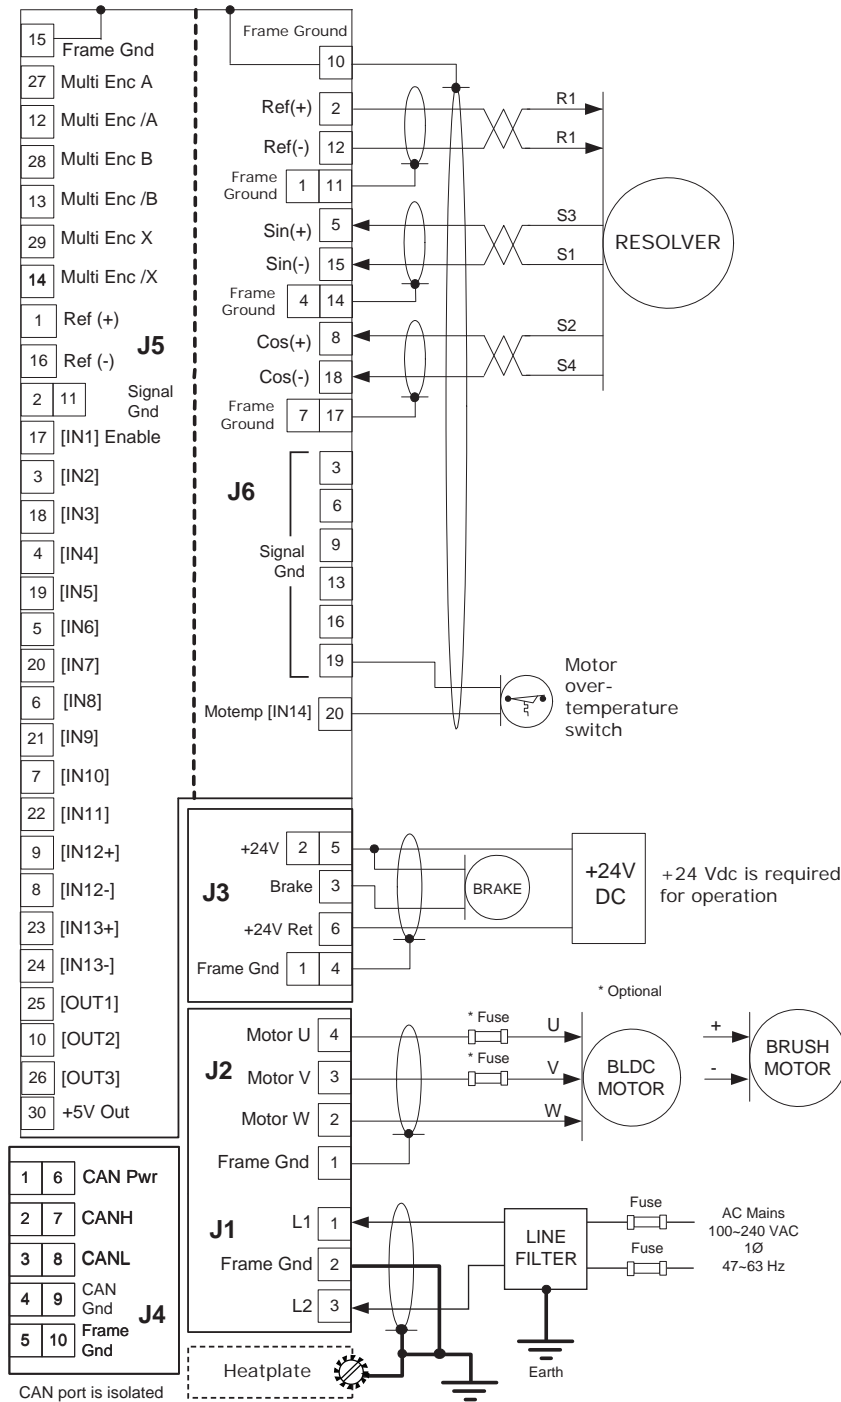 15 Frame Gnd
27 Multi Enc A
12 Multi Enc /A
28 Multi Enc B
13 Multi Enc /B
29 Multi Enc X
14 Multi Enc /X
1 Ref (+)
16 Ref (-)
J5
2 11 Signal
Gnd
17 [IN1] Enable
3 [IN2]
18 [IN3]
4 [IN4]
19 [IN5]
5 [IN6]
20 [IN7]
6 [IN8]
21 [IN9]
7 [IN10]
22 [IN11]
9 [IN12+]
8 [IN12-]
23 [IN13+]
24 [IN13-]
25 [OUT1]
10 [OUT2]
26 [OUT3]
30 +5V Out
1 6 CAN Pwr
2 7 CANH
3 8 CANL
4 9 CAN
Gnd
J4
5 10 Frame
Gnd
CAN port is isolated
Frame Ground
10
Ref(+) 2 R1
Ref(-) 12 R1
Frame
Ground 1 11
Sin(+) 5 S3
RESOLVER
Sin(-) 15 S1
Frame
Ground 4 14
Cos(+) 8 S2
Cos(-) 18 S4
Frame
Ground 7 17
J6
3
6
Signal
Gnd
9
13
16
19
Motemp [IN14] 20
Motor
over-
temperature
switch
J3
+24V 2 5
Brake 3
+24V Ret 6
Frame Gnd 1 4
BRAKE
+24V
DC
+24 Vdc is required
for operation
* Optional
J2
Motor U 4 * Fuse U
Motor V 3 * Fuse V
Motor W 2 W
Frame Gnd 1
BLDC
MOTOR
+
-
BRUSH
MOTOR
J1
L1 1
Frame Gnd 2
L2 3
LINE
FILTER
Fuse
Fuse
AC Mains
100~240 VAC
1Ø
47~63 Hz
Earth
Heatplate